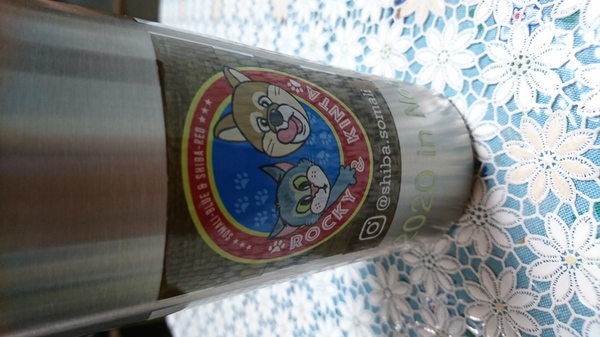 SOMALI-BLUE & SHIBA-RED
ROCKY & KINTA
@shiba.somali
2020 in